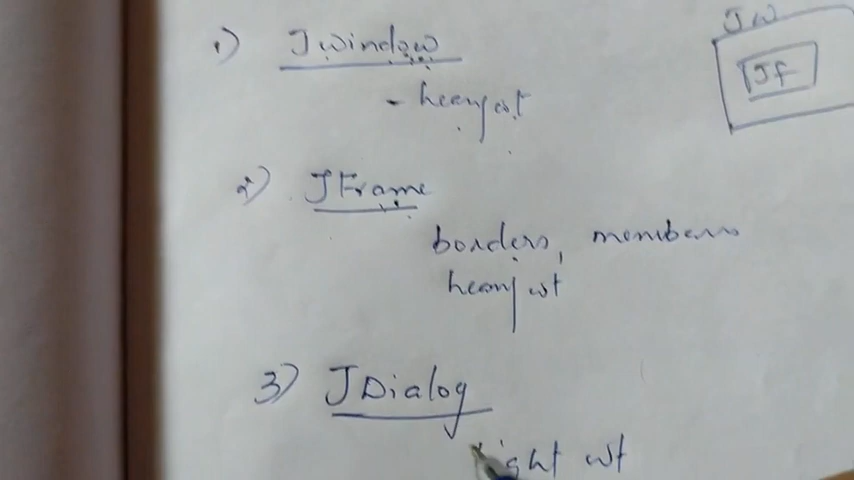 JW
1) Jwindow
JF
- heavy wt
2) JFrame
borders, members
heavy wt
3) JDialog
light wt